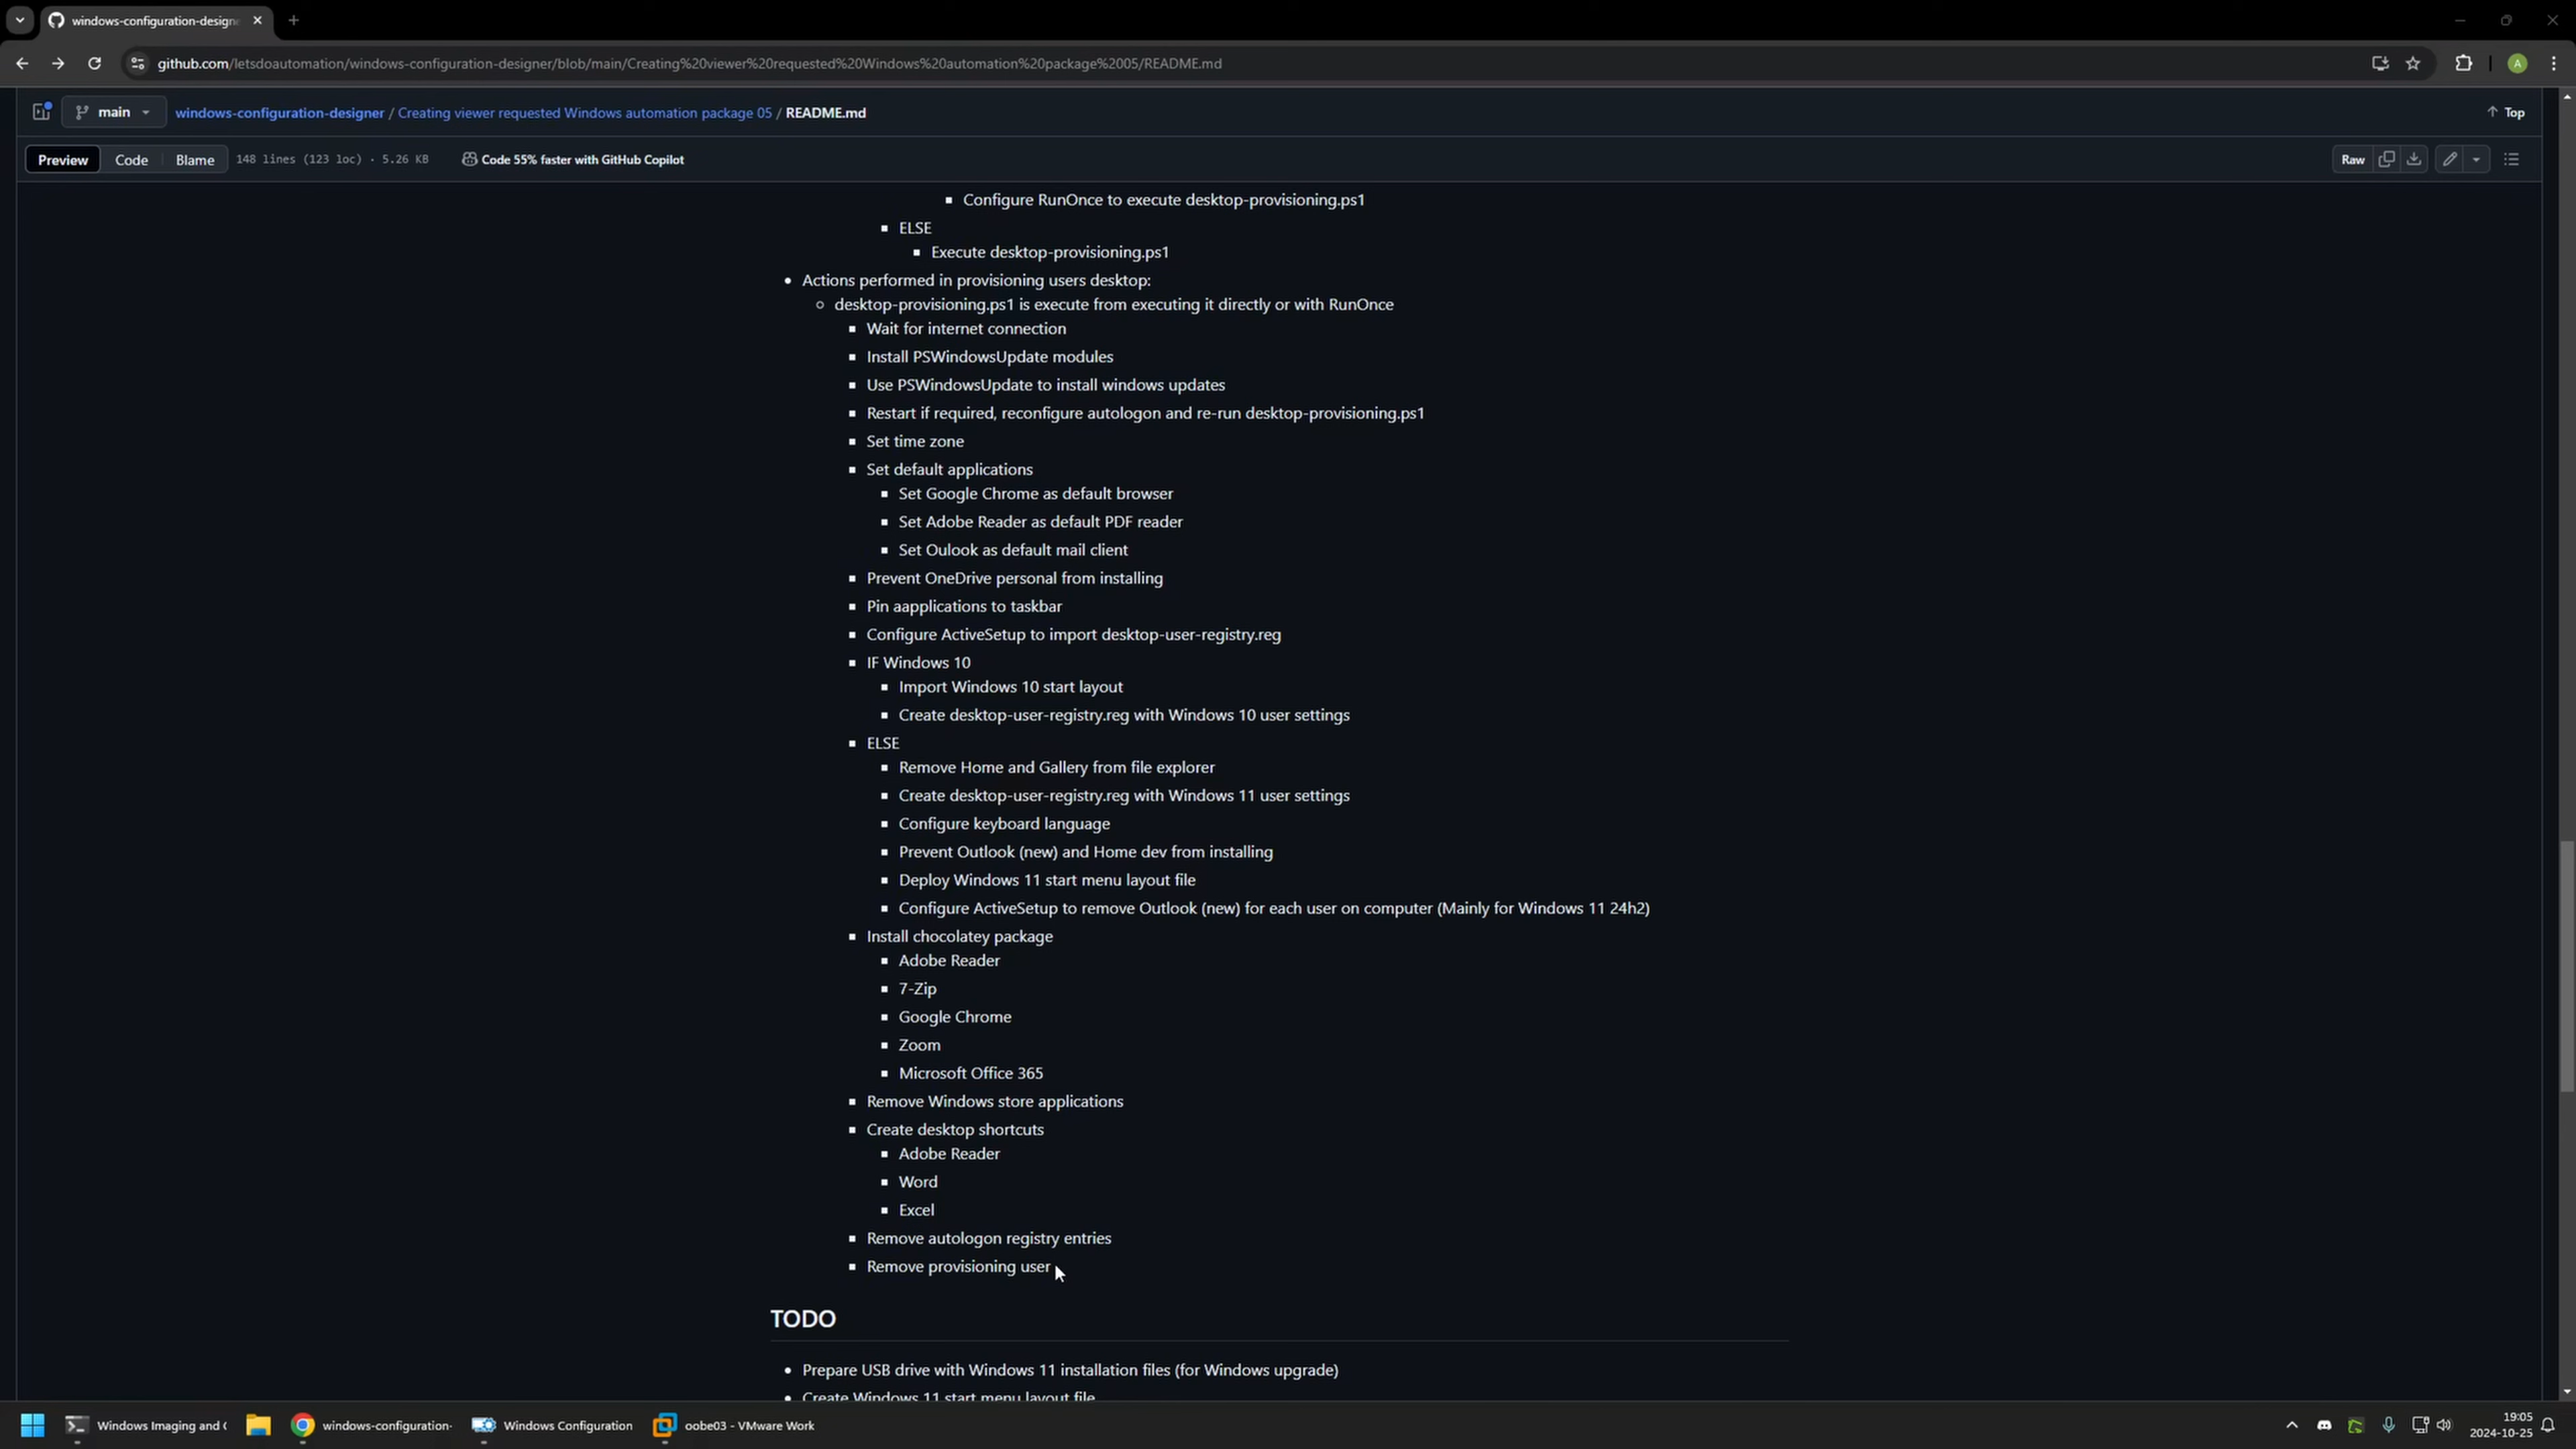 windows-configuration-designe
github.com/letsdoautomation/windows-configuration-designer/blob/main/Creating%20viewer%20requested%20Windows%20automation%20package%2005/README.md
A
main
windows-configuration-designer / Creating viewer requested Windows automation package 05 / README.md
Top
Preview
Code
Blame
148 lines (123 loc) · 5.26 KB
Code 55% faster with GitHub Copilot
Raw
Configure RunOnce to execute desktop-provisioning.ps1
ELSE
Execute desktop-provisioning.ps1
Actions performed in provisioning users desktop:
desktop-provisioning.ps1 is execute from executing it directly or with RunOnce
Wait for internet connection
Install PSWindowsUpdate modules
Use PSWindowsUpdate to install windows updates
Restart if required, reconfigure autologon and re-run desktop-provisioning.ps1
Set time zone
Set default applications
Set Google Chrome as default browser
Set Adobe Reader as default PDF reader
Set Oulook as default mail client
Prevent OneDrive personal from installing
Pin aapplications to taskbar
Configure ActiveSetup to import desktop-user-registry.reg
IF Windows 10
Import Windows 10 start layout
Create desktop-user-registry.reg with Windows 10 user settings
ELSE
Remove Home and Gallery from file explorer
Create desktop-user-registry.reg with Windows 11 user settings
Configure keyboard language
Prevent Outlook (new) and Home dev from installing
Deploy Windows 11 start menu layout file
Configure ActiveSetup to remove Outlook (new) for each user on computer (Mainly for Windows 11 24h2)
Install chocolatey package
Adobe Reader
7-Zip
Google Chrome
Zoom
Microsoft Office 365
Remove Windows store applications
Create desktop shortcuts
Adobe Reader
Word
Excel
Remove autologon registry entries
Remove provisioning user
TODO
Prepare USB drive with Windows 11 installation files (for Windows upgrade)
Create Windows 11 start menu layout file
Windows Imaging and C
windows-configuration-
Windows Configuration
oobe03 - VMware Work
19:05
2024-10-25